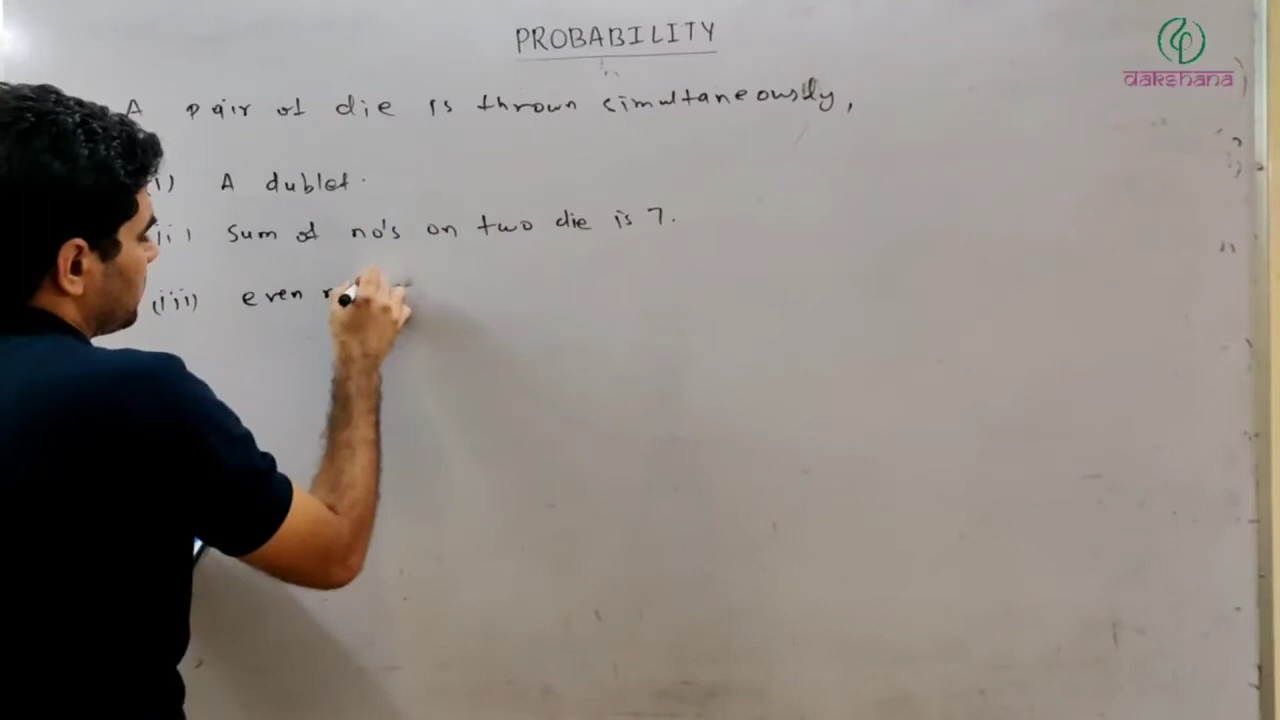 PROBABILITY
dakshana
A pair of die is thrown simultaneously,
(i) A dublet.
(ii) Sum of no's on two die is 7.
(iii) even